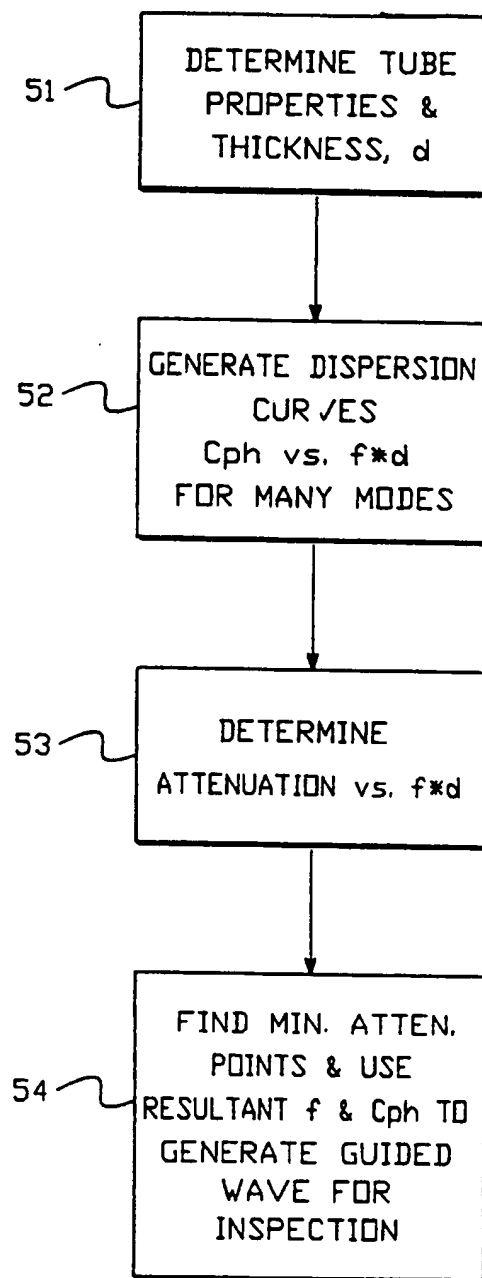 51
DETERMINE TUBE
PROPERTIES &
THICKNESS, d
52
GENERATE DISPERSION
CURVES
Cph vs. f*d
FOR MANY MODES
53
DETERMINE
ATTENUATION vs. f*d
54
FIND MIN. ATTEN.
POINTS & USE
RESULTANT f & Cph TO
GENERATE GUIDED
WAVE FOR
INSPECTION